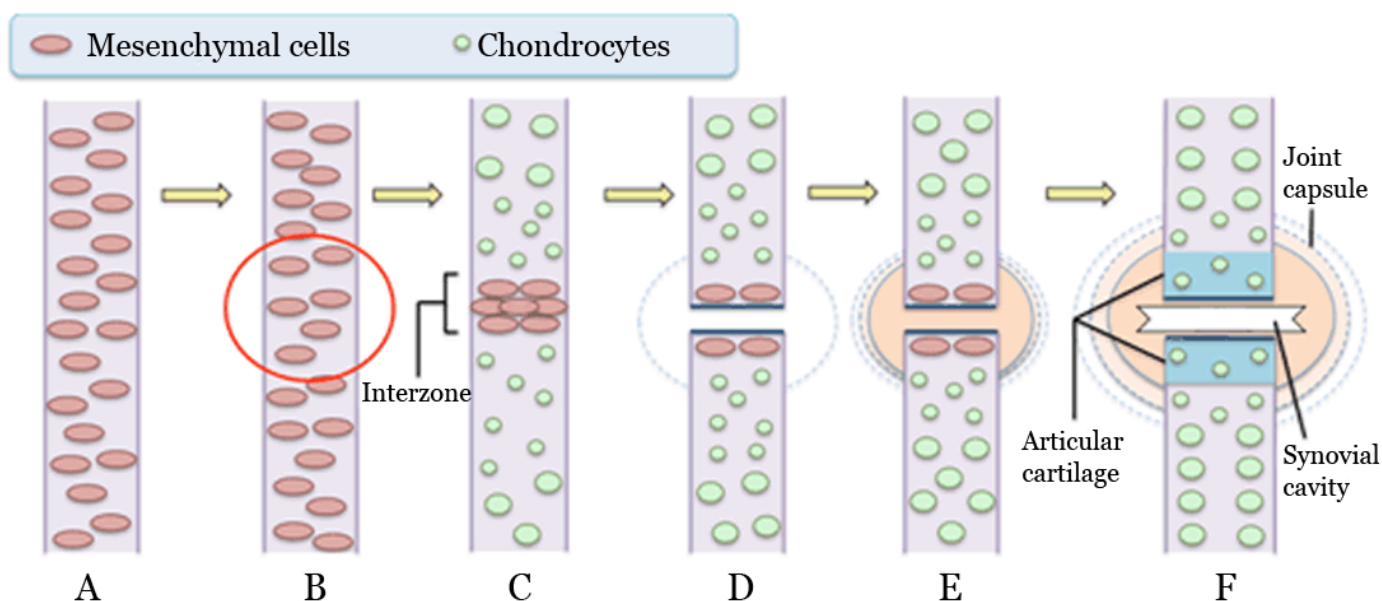 Mesenchymal cells
Chondrocytes
Joint
capsule
Interzone
Articular
cartilage
Synovial
cavity
A
B
C
D
E
F